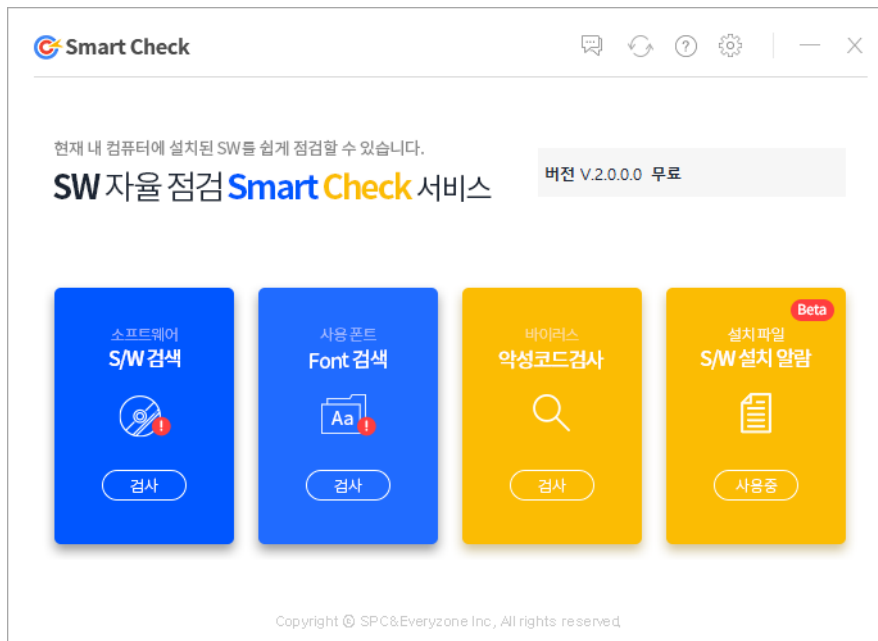 Smart Check
현재 내 컴퓨터에 설치된 SW를 쉽게 점검할 수 있습니다.
SW 자율 점검 Smart Check 서비스
버전 V.2.0.0.0 무료
소프트웨어
S/W 검색
검사
사용 폰트
Font 검색
Aa
검사
바이러스
악성코드검사
검사
Beta
설치 파일
S/W 설치 알람
사용중
Copyright ⓒ SPC&Everyzone Inc, All rights reserved.